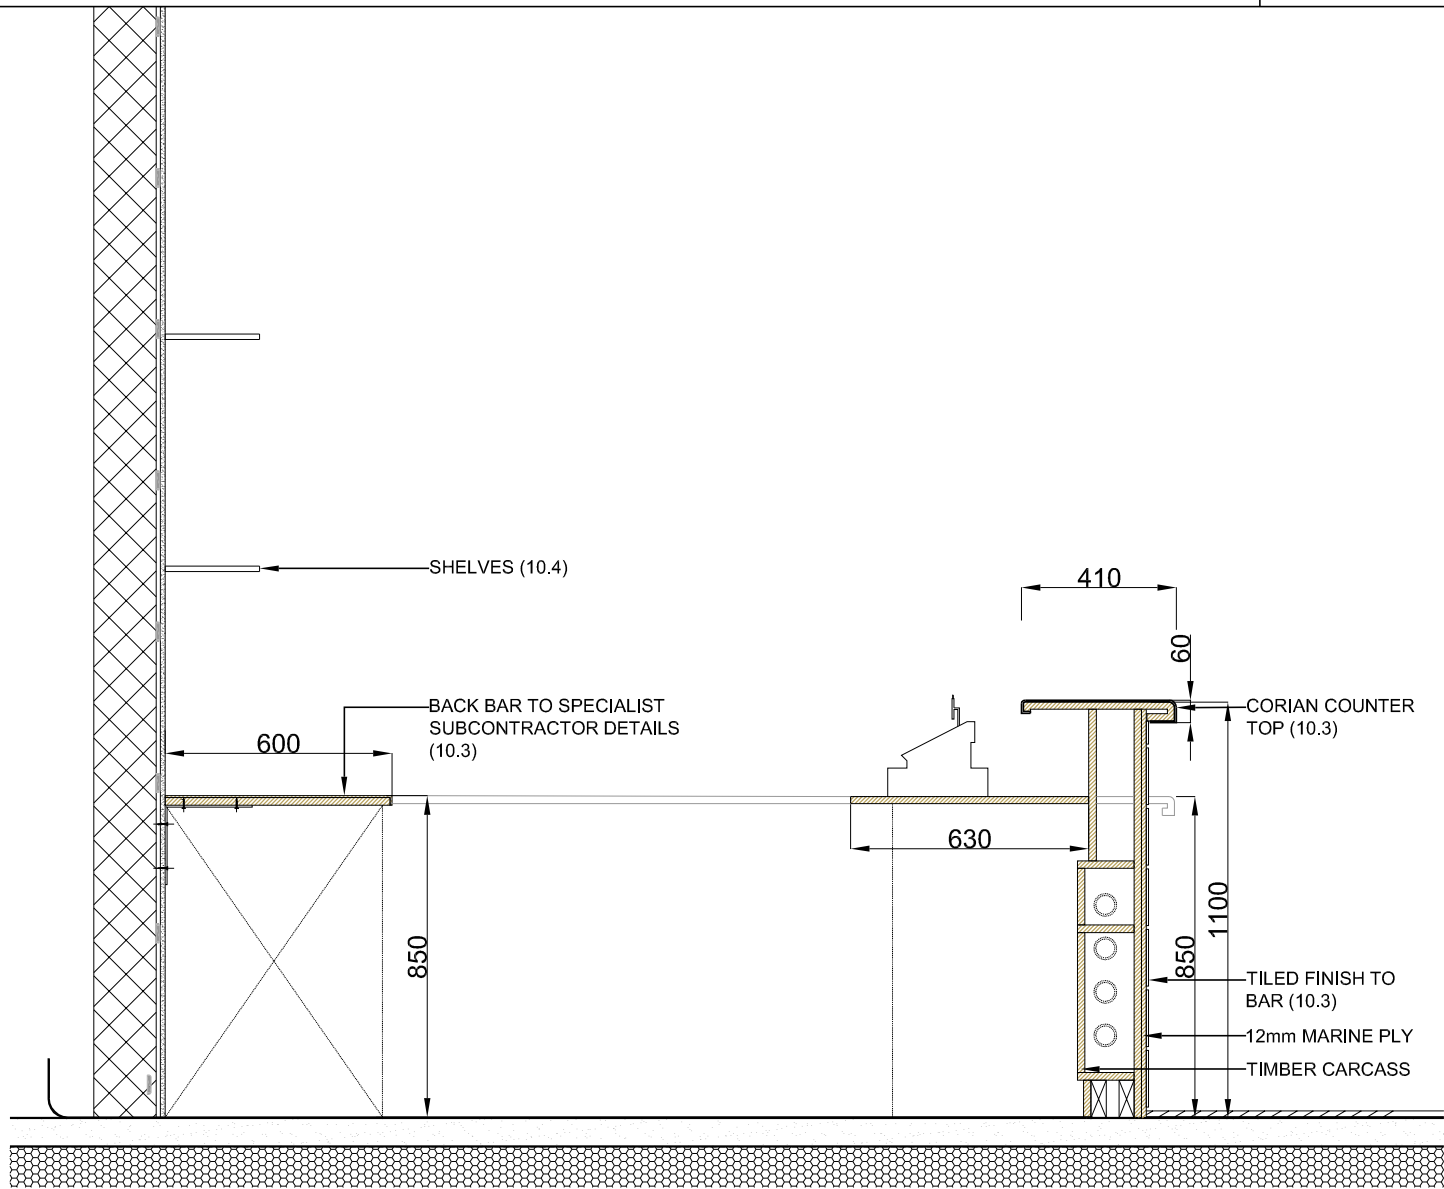 SHELVES (10.4)
410
60
BACK BAR TO SPECIALIST
SUBCONTRACTOR DETAILS
(10.3)
CORIAN COUNTER
TOP (10.3)
600
630
850
1100
850
TILED FINISH TO
BAR (10.3)
12mm MARINE PLY
TIMBER CARCASS